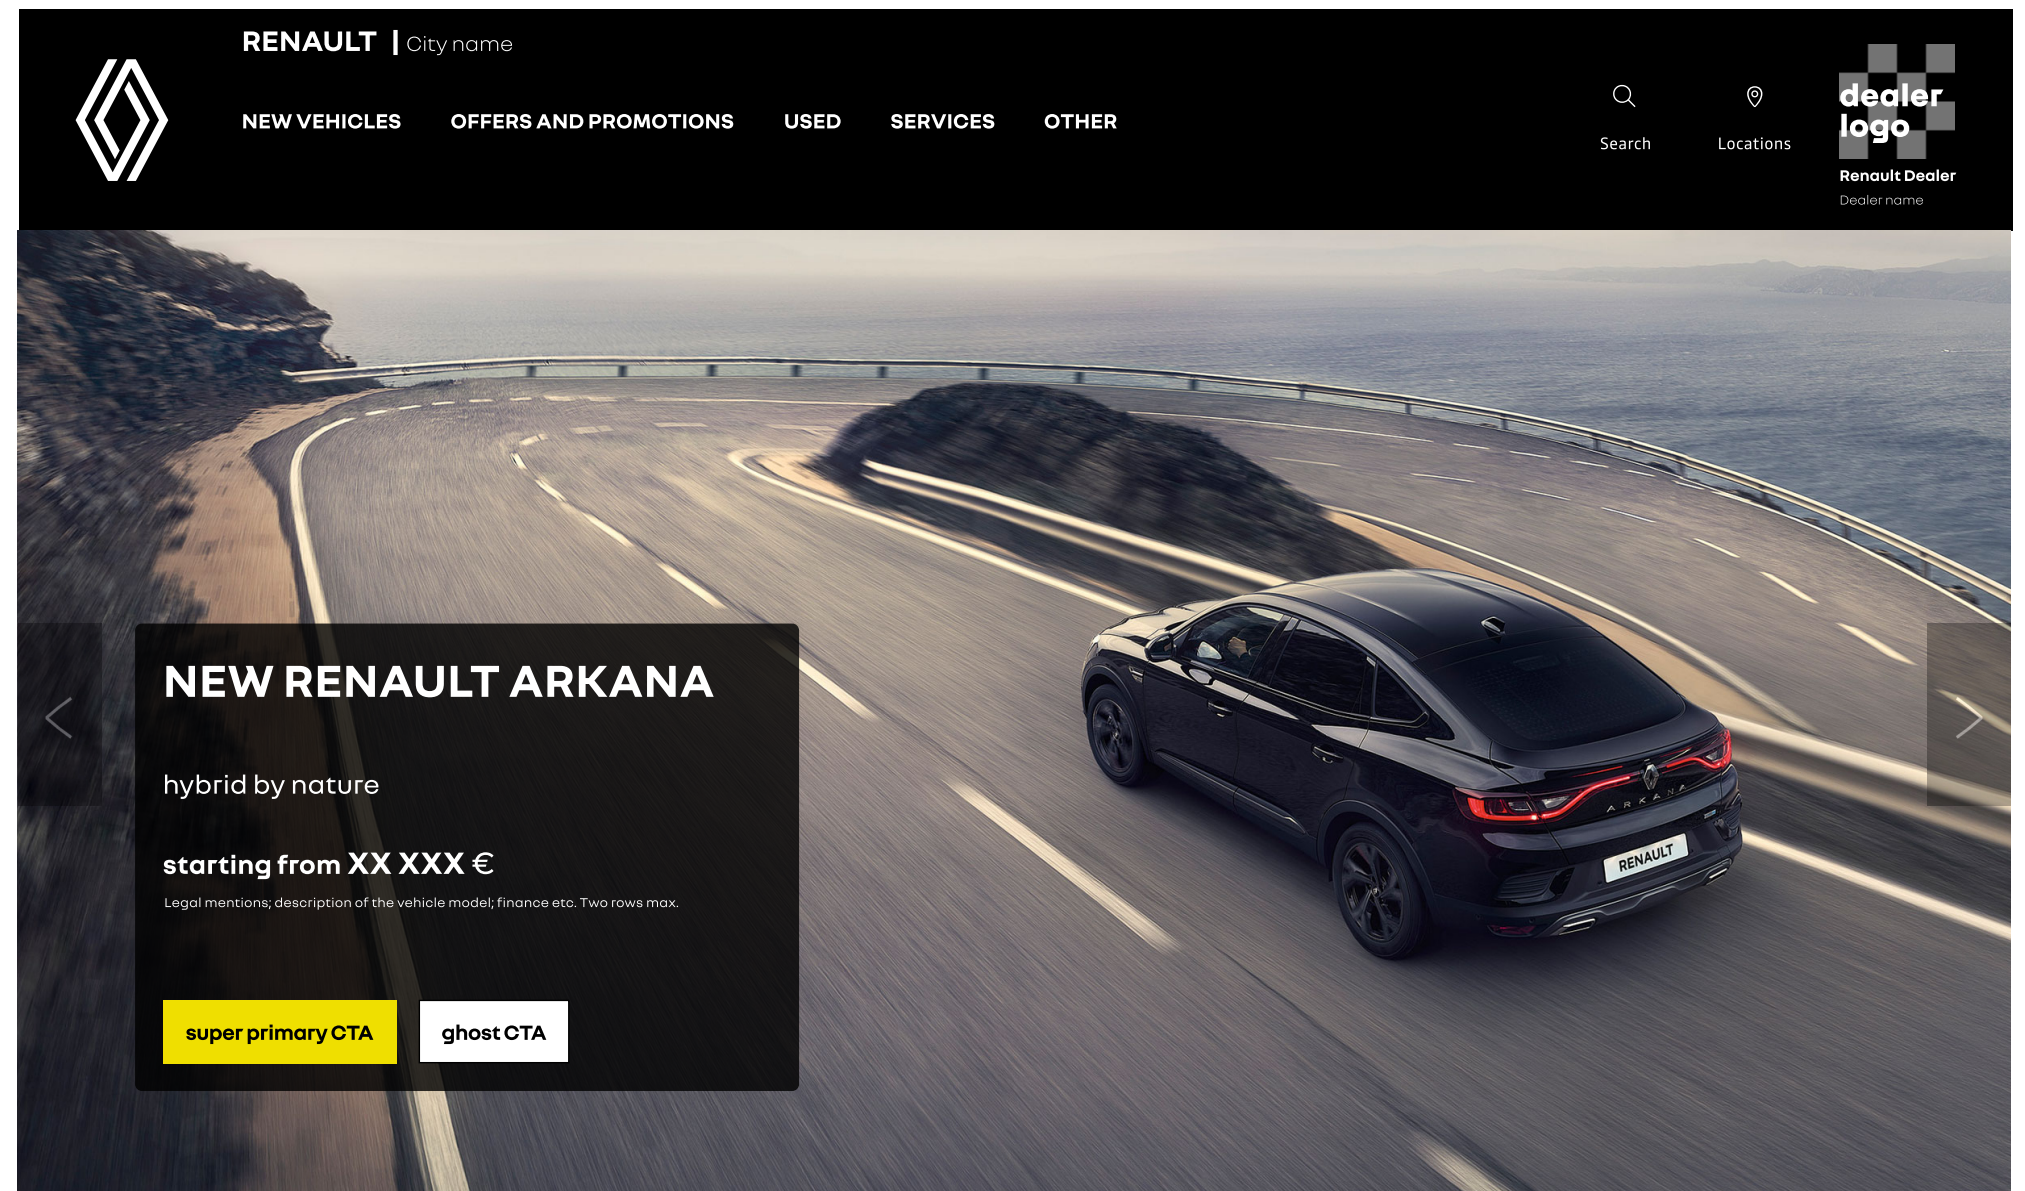 RENAULT | City name
NEW VEHICLES OFFERS AND PROMOTIONS USED SERVICES OTHER
Search
Locations
dealer
logo
Renault Dealer
Dealer name
NEW RENAULT ARKANA
hybrid by nature
starting from XX XXX €
Legal mentions; description of the vehicle model; finance etc. Two rows max.
super primary CTA
ghost CTA
ARKANA
RENAULT